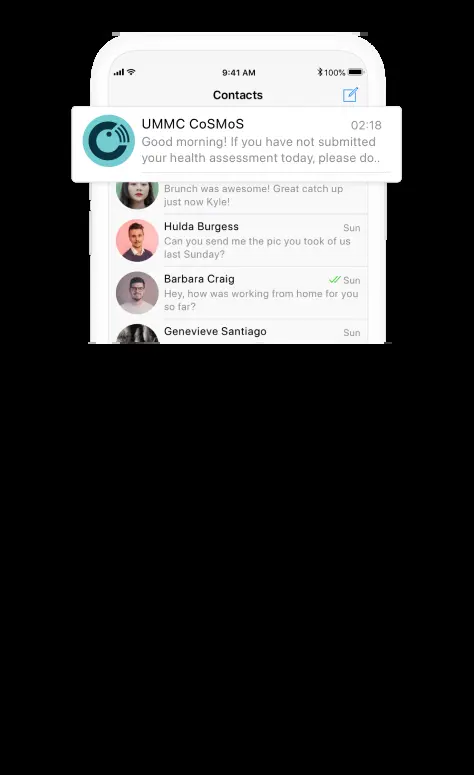 9:41 AM
100%
Contacts
UMMC CoSMoS
02:18
Good morning! If you have not submitted
your health assessment today, please do..
Brunch was awesome! Great catch up
just now Kyle!
Hulda Burgess
Sun
Can you send me the pic you took of us
last Sunday?
Barbara Craig
Sun
Hey, how was working from home for you
so far?
Genevieve Santiago
Sun